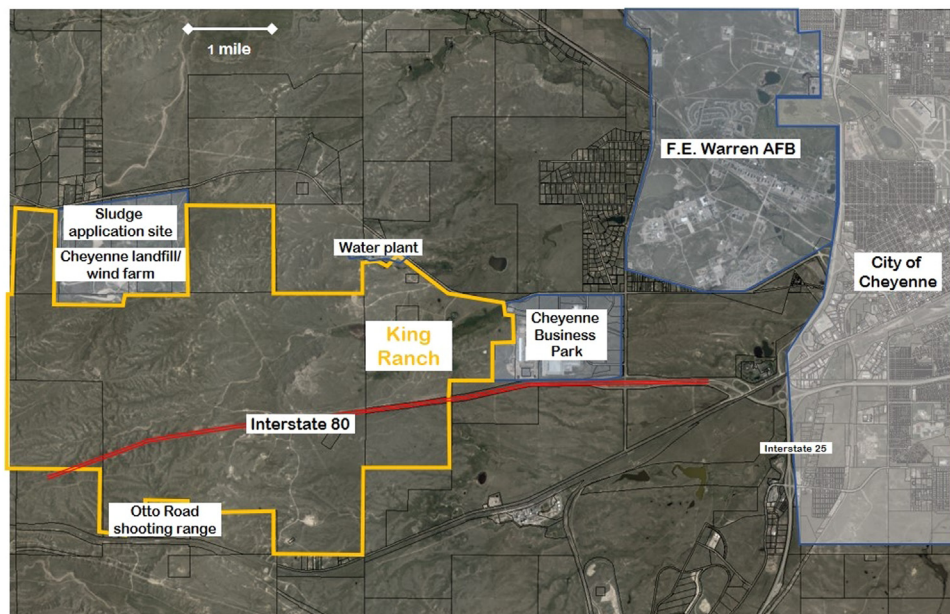 1 mile
F.E. Warren AFB
Sludge
application site
Cheyenne landfill/
wind farm
Water plant
City of
Cheyenne
King
Ranch
Cheyenne
Business
Park
Interstate 80
Interstate 25
Otto Road
shooting range